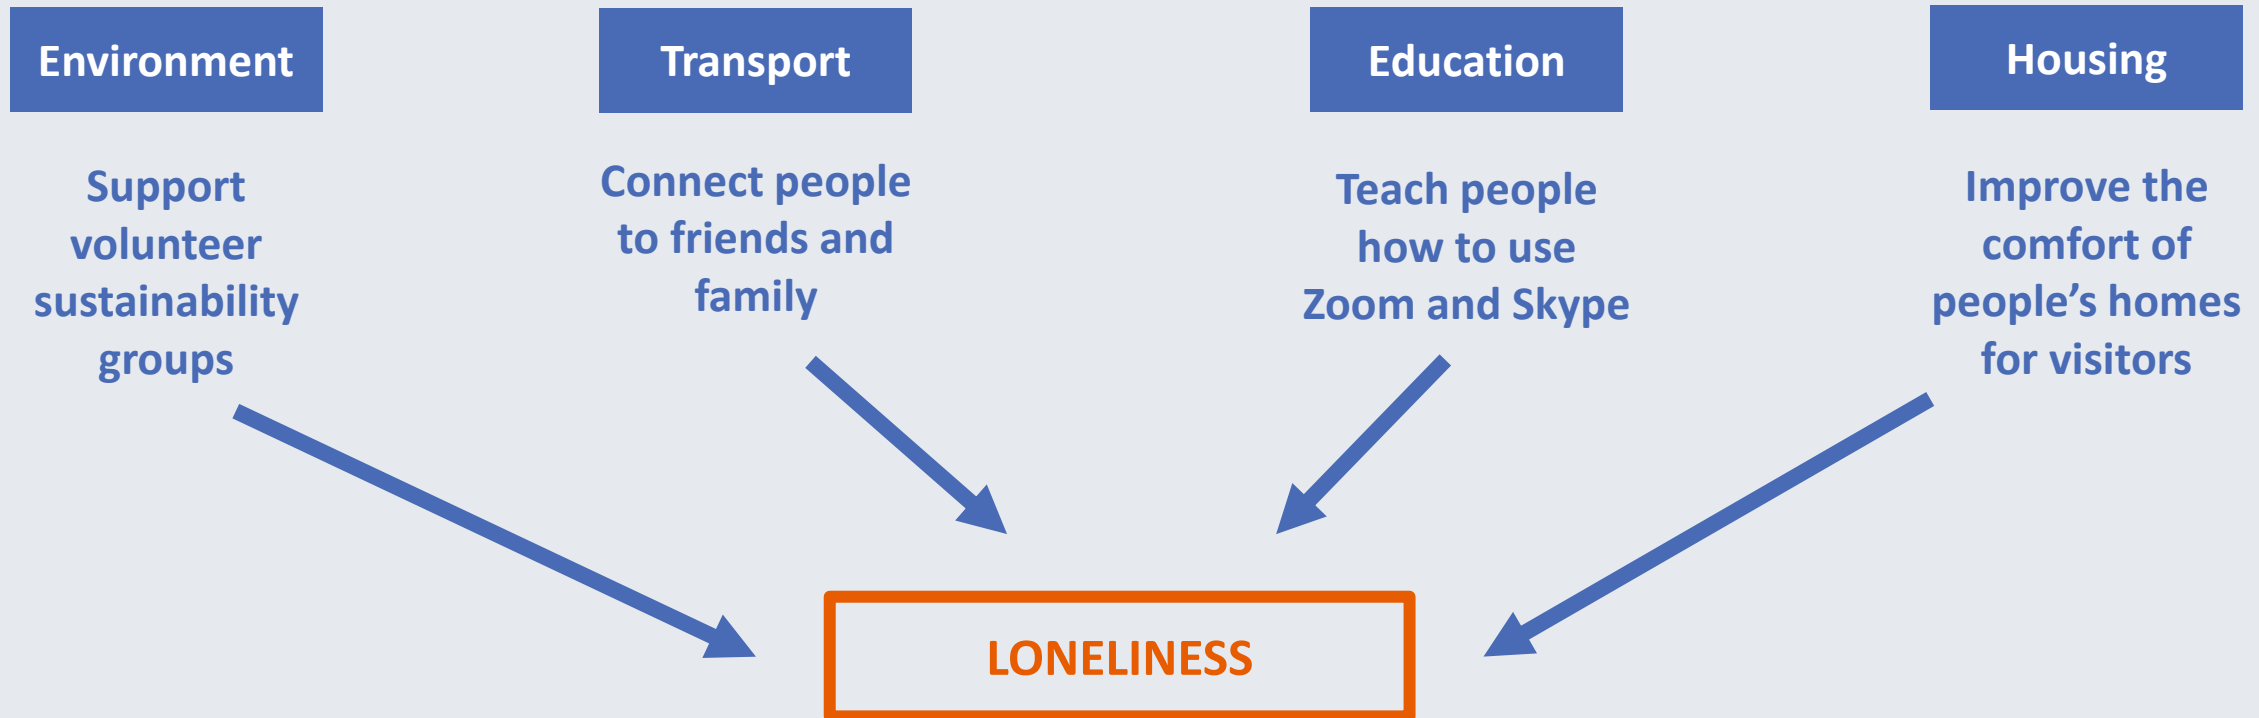 Environment
Support
volunteer
sustainability
groups
Transport
Connect people
to friends and
family
Education
Teach people
how to use
Zoom and Skype
Housing
Improve the
comfort of
people’s homes
for visitors
LONELINESS